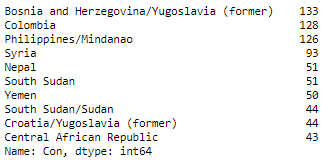 Bosnia and Herzegovina/Yugoslavia (former)    133
Colombia                                      128
Philippines/Mindanao                          126
Syria                                          93
Nepal                                          51
South Sudan                                    51
Yemen                                          50
South Sudan/Sudan                              44
Croatia/Yugoslavia (former)                    44
Central African Republic                       43
Name: Con, dtype: int64